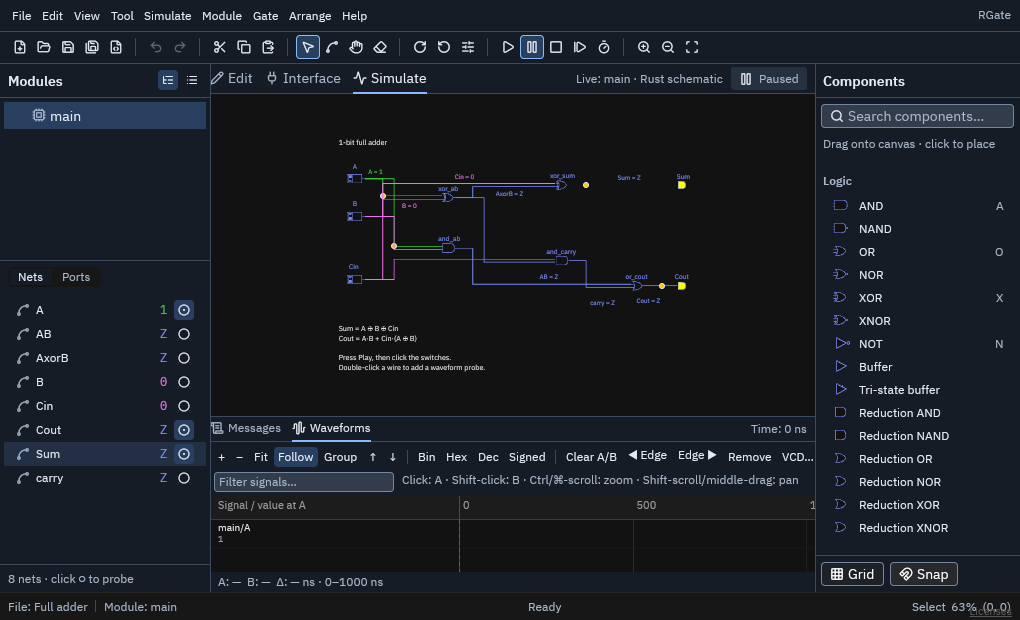 File Edit View Tool Simulate Module Gate Arrange Help RGate
Modules
main
Edit Interface Simulate Live: main · Rust schematic Paused
1-bit full adder
A
A = 1
Cin = 0
xor_sum
Sum = Z
Sum
xor_ab
AxorB = Z
B
B = 0
and_ab
and_carry
Cin
AB = Z
or_cout
Cout
carry = Z
Cout = Z
Sum = A ⊕ B ⊕ Cin
Cout = A·B + Cin·(A ⊕ B)
Press Play, then click the switches.
Double-click a wire to add a waveform probe.
Nets Ports
A 1
AB Z
AxorB Z
B 0
Cin 0
Cout Z
Sum Z
carry Z
8 nets · click ○ to probe
Messages Waveforms Time: 0 ns
+ − Fit Follow Group ↑ ↓ Bin Hex Dec Signed Clear A/B ◀ Edge Edge ▶ Remove VCD...
Filter signals... Click: A · Shift-click: B · Ctrl/⌘-scroll: zoom · Shift-scroll/middle-drag: pan
Signal / value at A 0 500 1
main/A
1
A: — B: — Δ: — ns · 0–1000 ns
Components
Search components...
Drag onto canvas · click to place
Logic
AND A
NAND
OR O
NOR
XOR X
XNOR
NOT N
Buffer
Tri-state buffer
Reduction AND
Reduction NAND
Reduction OR
Reduction NOR
Reduction XOR
Reduction XNOR
Grid Snap
File: Full adder Module: main Ready Select 63% (0, 0)
Licenses